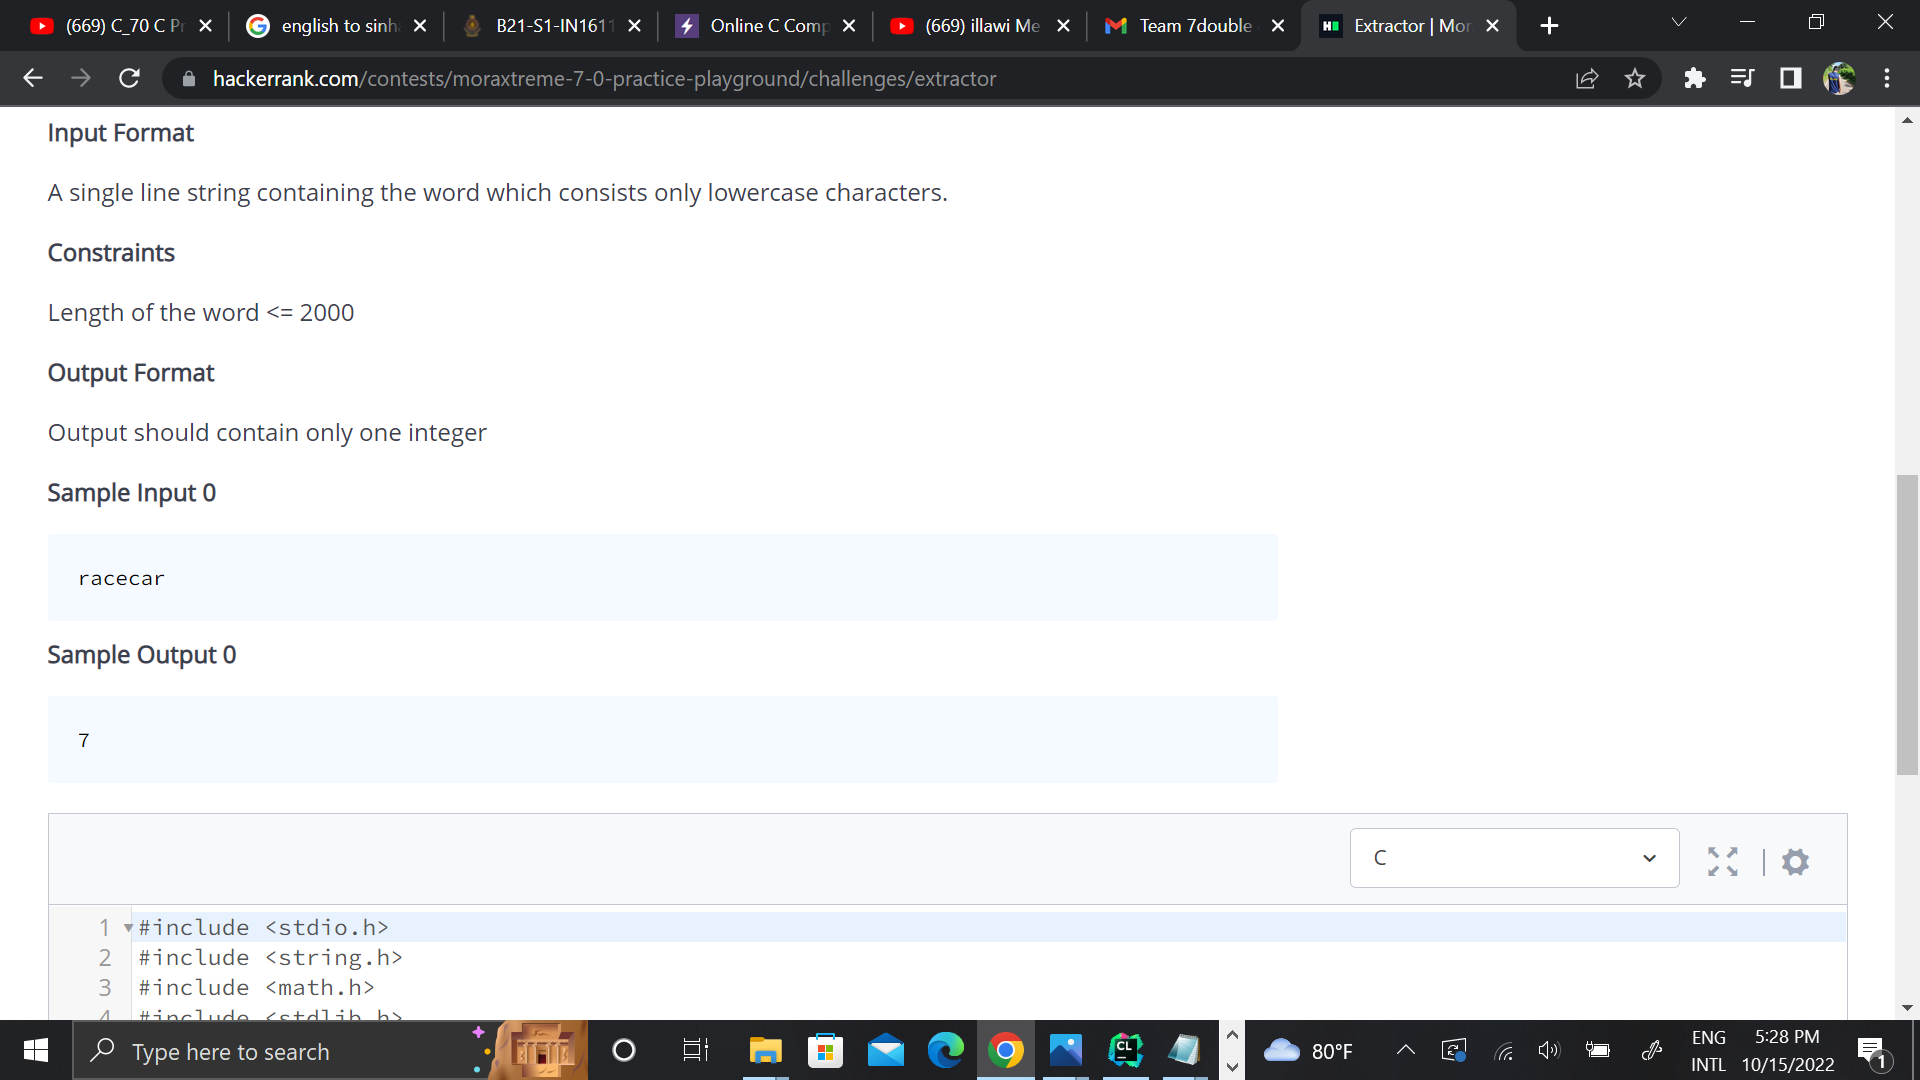 (669) C_70 C Pr
english to sinh
B21-S1-IN1611
Online C Comp
(669) illawi Me
Team 7double
Extractor | Mor
hackerrank.com/contests/moraxtreme-7-0-practice-playground/challenges/extractor
Input Format
A single line string containing the word which consists only lowercase characters.
Constraints
Length of the word <= 2000
Output Format
Output should contain only one integer
Sample Input 0
racecar
Sample Output 0
7
C
1 #include <stdio.h>
2 #include <string.h>
3 #include <math.h>
4 #include <stdlib.h>
Type here to search
80°F
ENG
INTL
5:28 PM
10/15/2022
1